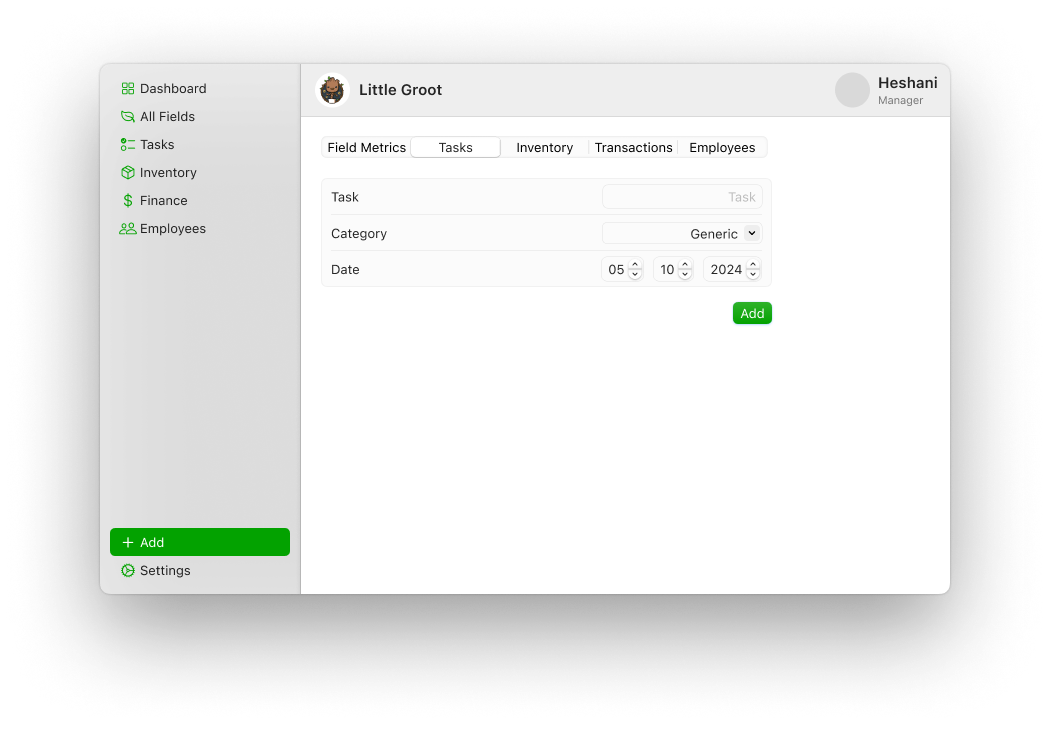 Dashboard
All Fields
Tasks
Inventory
Finance
Employees
Add
Settings
Little Groot
Heshani
Manager
Field Metrics Tasks Inventory Transactions Employees
Task Task
Category Generic
Date 05 10 2024
Add